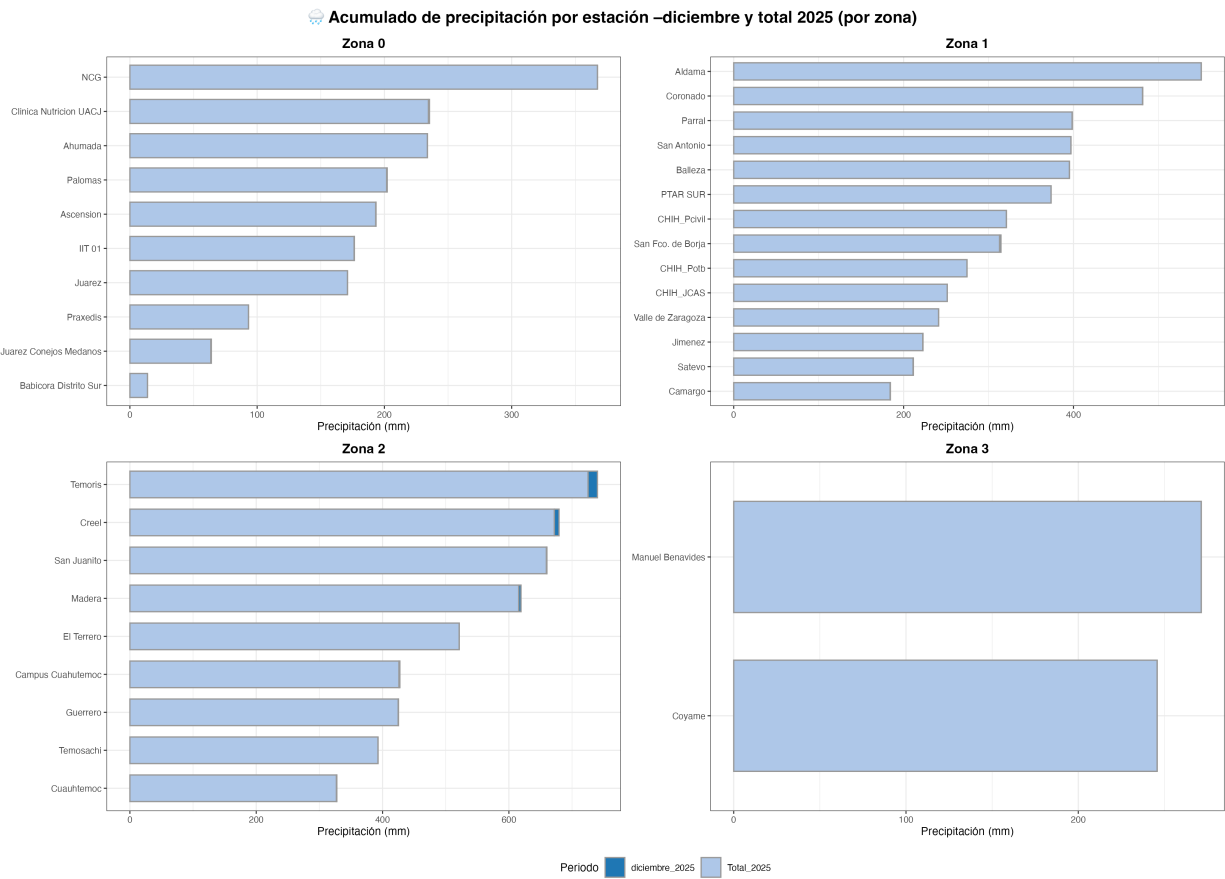 🌧️ Acumulado de precipitación por estación –diciembre y total 2025 (por zona)
Zona 0
NCG
Clinica Nutricion UACJ
Ahumada
Palomas
Ascension
IIT 01
Juarez
Praxedis
Juarez Conejos Medanos
Babicora Distrito Sur
0 100 200 300
Precipitación (mm)
Zona 1
Aldama
Coronado
Parral
San Antonio
Balleza
PTAR SUR
CHIH_Pcivil
San Fco. de Borja
CHIH_Potb
CHIH_JCAS
Valle de Zaragoza
Jimenez
Satevo
Camargo
0 200 400
Precipitación (mm)
Zona 2
Temoris
Creel
San Juanito
Madera
El Terrero
Campus Cuahutemoc
Guerrero
Temosachi
Cuauhtemoc
0 200 400 600
Precipitación (mm)
Zona 3
Manuel Benavides
Coyame
0 100 200
Precipitación (mm)
Periodo diciembre_2025 Total_2025